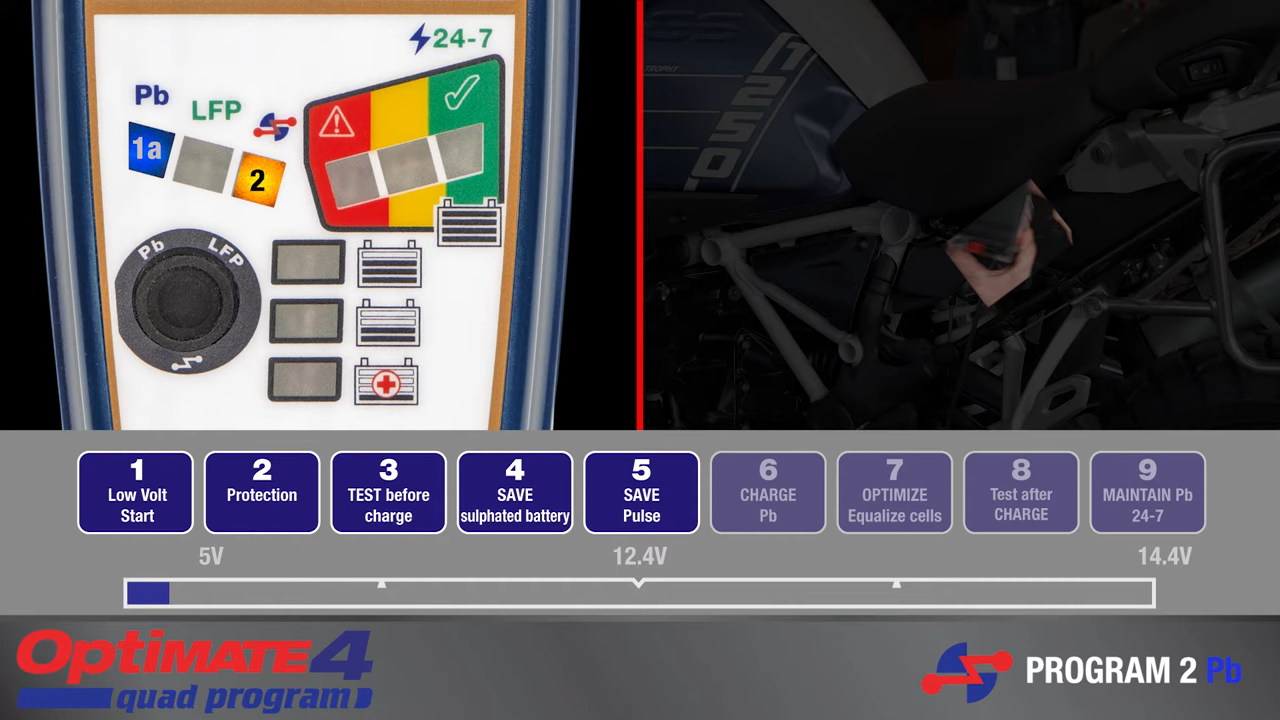 24-7
Pb
LFP
1a
2
Pb LFP
TROPHY
1250
1
Low Volt
Start
2
Protection
3
TEST before
charge
4
SAVE
sulphated battery
5
SAVE
Pulse
6
CHARGE
Pb
7
OPTIMIZE
Equalize cells
8
Test after
CHARGE
9
MAINTAIN Pb
24-7
5V
12.4V
14.4V
OptiMATE4
quad program
PROGRAM 2 Pb